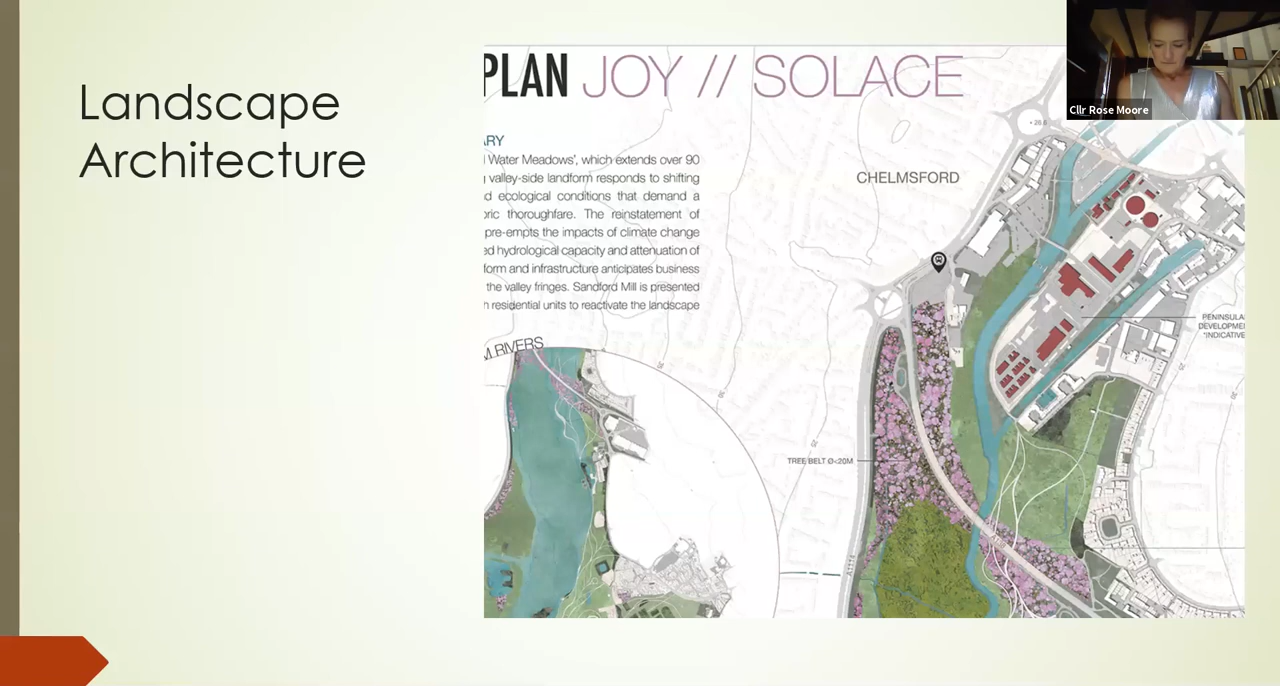 Landscape
Architecture
PLAN JOY // SOLACE
Cllr Rose Moore
ARY
Water Meadows', which extends over 90
valley-side landform responds to shifting
d ecological conditions that demand a
oric thoroughfare. The reinstatement of
pre-empts the impacts of climate change
ed hydrological capacity and attenuation of
form and infrastructure anticipates business
the valley fringes. Sandford Mill is presented
h residential units to reactivate the landscape
M RIVERS
CHELMSFORD
PENINSULA
DEVELOPME
*INDICATIVE
TREE BELT Ø<20M